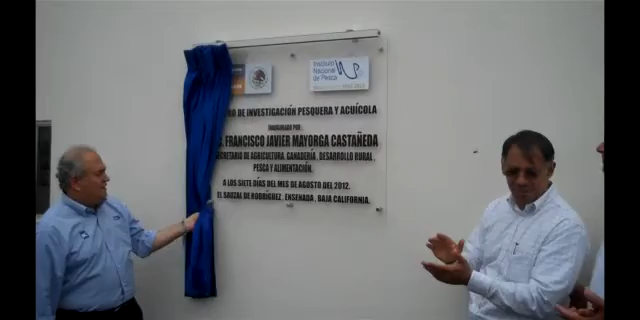 Instituto
Nacional
de Pesca
DE INVESTIGACIÓN PESQUERA Y ACUÍCOLA
INAUGURADO POR
FRANCISCO JAVIER MAYORGA CASTAÑEDA
SECRETARIO DE AGRICULTURA, GANADERÍA, DESARROLLO RURAL,
PESCA Y ALIMENTACIÓN.
A LOS SIETE DÍAS DEL MES DE AGOSTO DEL 2012.
EL SAUZAL DE RODRÍGUEZ, ENSENADA, BAJA CALIFORNIA.